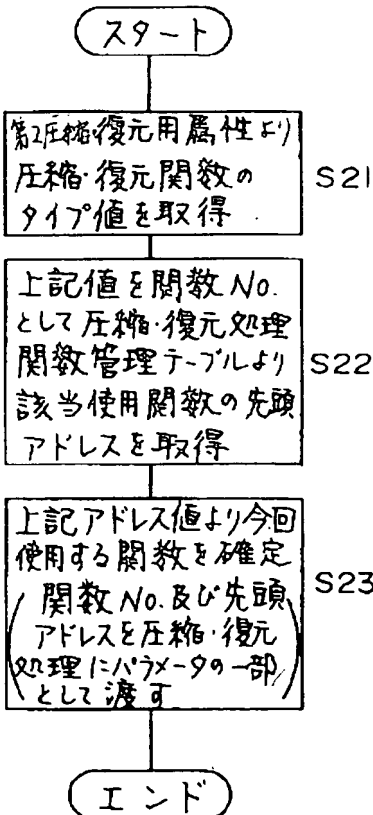 スタート
第2圧縮・復元用属性より
圧縮・復元関数の
タイプ値を取得
S21
上記値を関数No.
として圧縮・復元処理
関数管理テーブルより
該当使用関数の先頭
アドレスを取得
S22
上記アドレス値より今回
使用する関数を確定
(関数No.及び先頭
アドレスを圧縮・復元
処理にパラメータの一部
として渡す)
S23
エンド